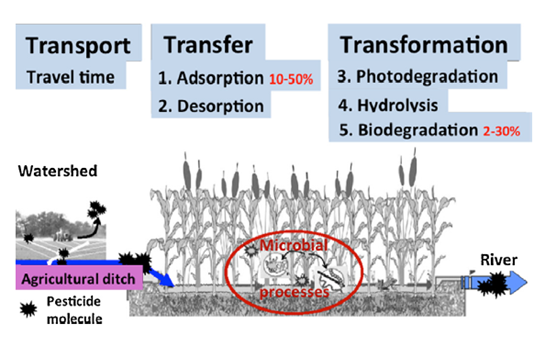 Transport
Travel time
Transfer
1. Adsorption 10-50%
2. Desorption
Transformation
3. Photodegradation
4. Hydrolysis
5. Biodegradation 2-30%
Watershed
Agricultural ditch
Pesticide
molecule
Microbial
processes
River